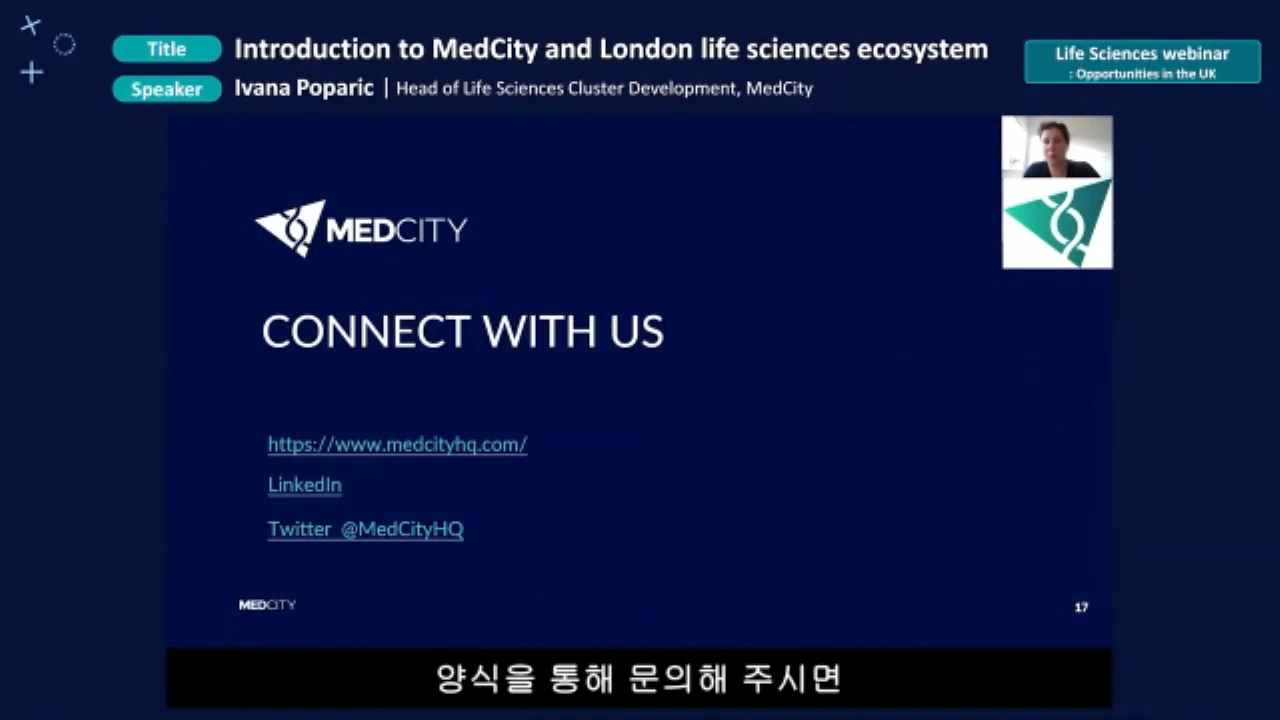 Title
Introduction to MedCity and London life sciences ecosystem
Speaker
Ivana Poparic | Head of Life Sciences Cluster Development, MedCity
Life Sciences webinar
: Opportunities in the UK
MEDCITY
CONNECT WITH US
https://www.medcityhq.com/
LinkedIn
Twitter @MedCityHQ
MEDCITY
17
양식을 통해 문의해 주시면